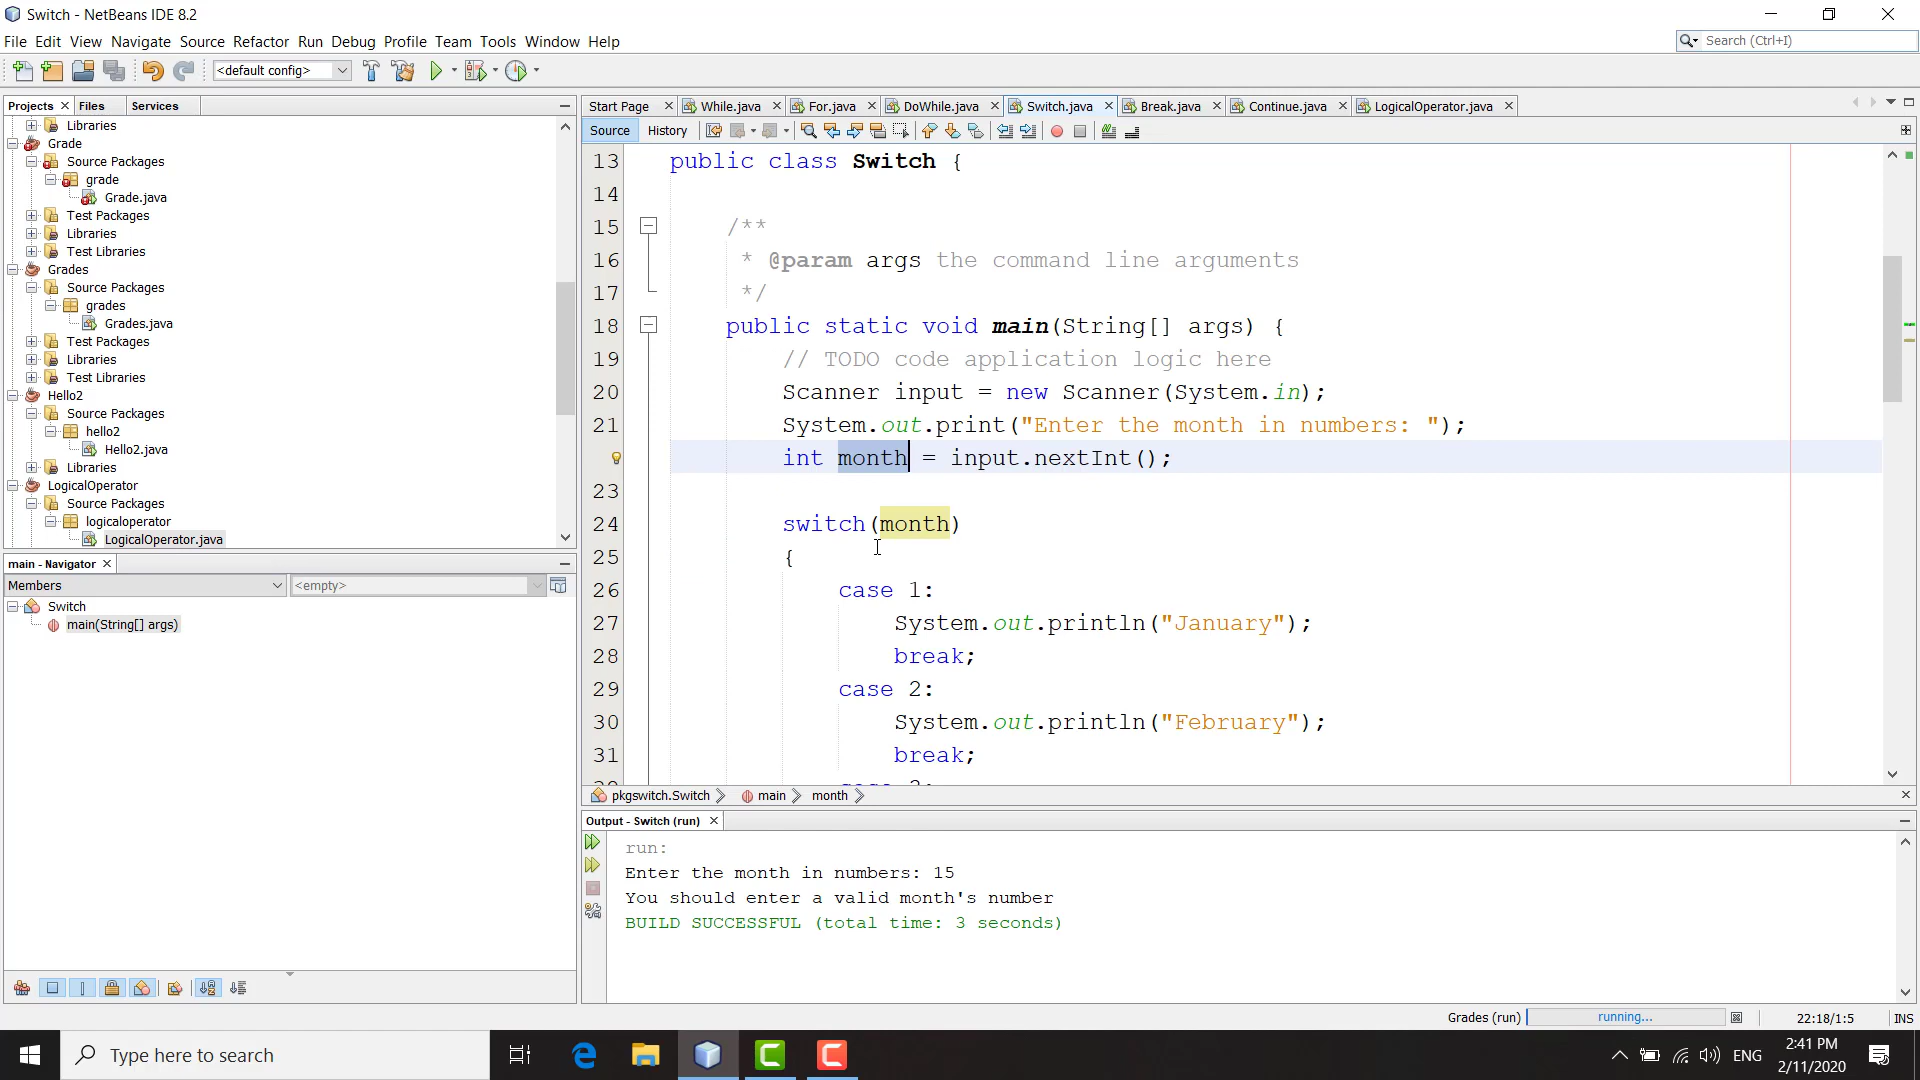 Switch - NetBeans IDE 8.2
File Edit View Navigate Source Refactor Run Debug Profile Team Tools Window Help
Search (Ctrl+I)
<default config>
Projects Files Services
Libraries
Grade
Source Packages
grade
Grade.java
Test Packages
Libraries
Test Libraries
Grades
Source Packages
grades
Grades.java
Test Packages
Libraries
Test Libraries
Hello2
Source Packages
hello2
Hello2.java
Libraries
LogicalOperator
Source Packages
logicaloperator
LogicalOperator.java
main - Navigator
Members <empty>
Switch
main(String[] args)
Start Page While.java For.java DoWhile.java Switch.java Break.java Continue.java LogicalOperator.java
Source History
13 public class Switch {
14
15 /**
16 * @param args the command line arguments
17 */
18 public static void main(String[] args) {
19 // TODO code application logic here
20 Scanner input = new Scanner(System.in);
21 System.out.print("Enter the month in numbers: ");
int month = input.nextInt();
23
24 switch(month)
25 {
26 case 1:
27 System.out.println("January");
28 break;
29 case 2:
30 System.out.println("February");
31 break;
pkgswitch.Switch main month
Output - Switch (run)
run:
Enter the month in numbers: 15
You should enter a valid month's number
BUILD SUCCESSFUL (total time: 3 seconds)
Grades (run) running... 22:18/1:5 INS
Type here to search
ENG
2:41 PM
2/11/2020